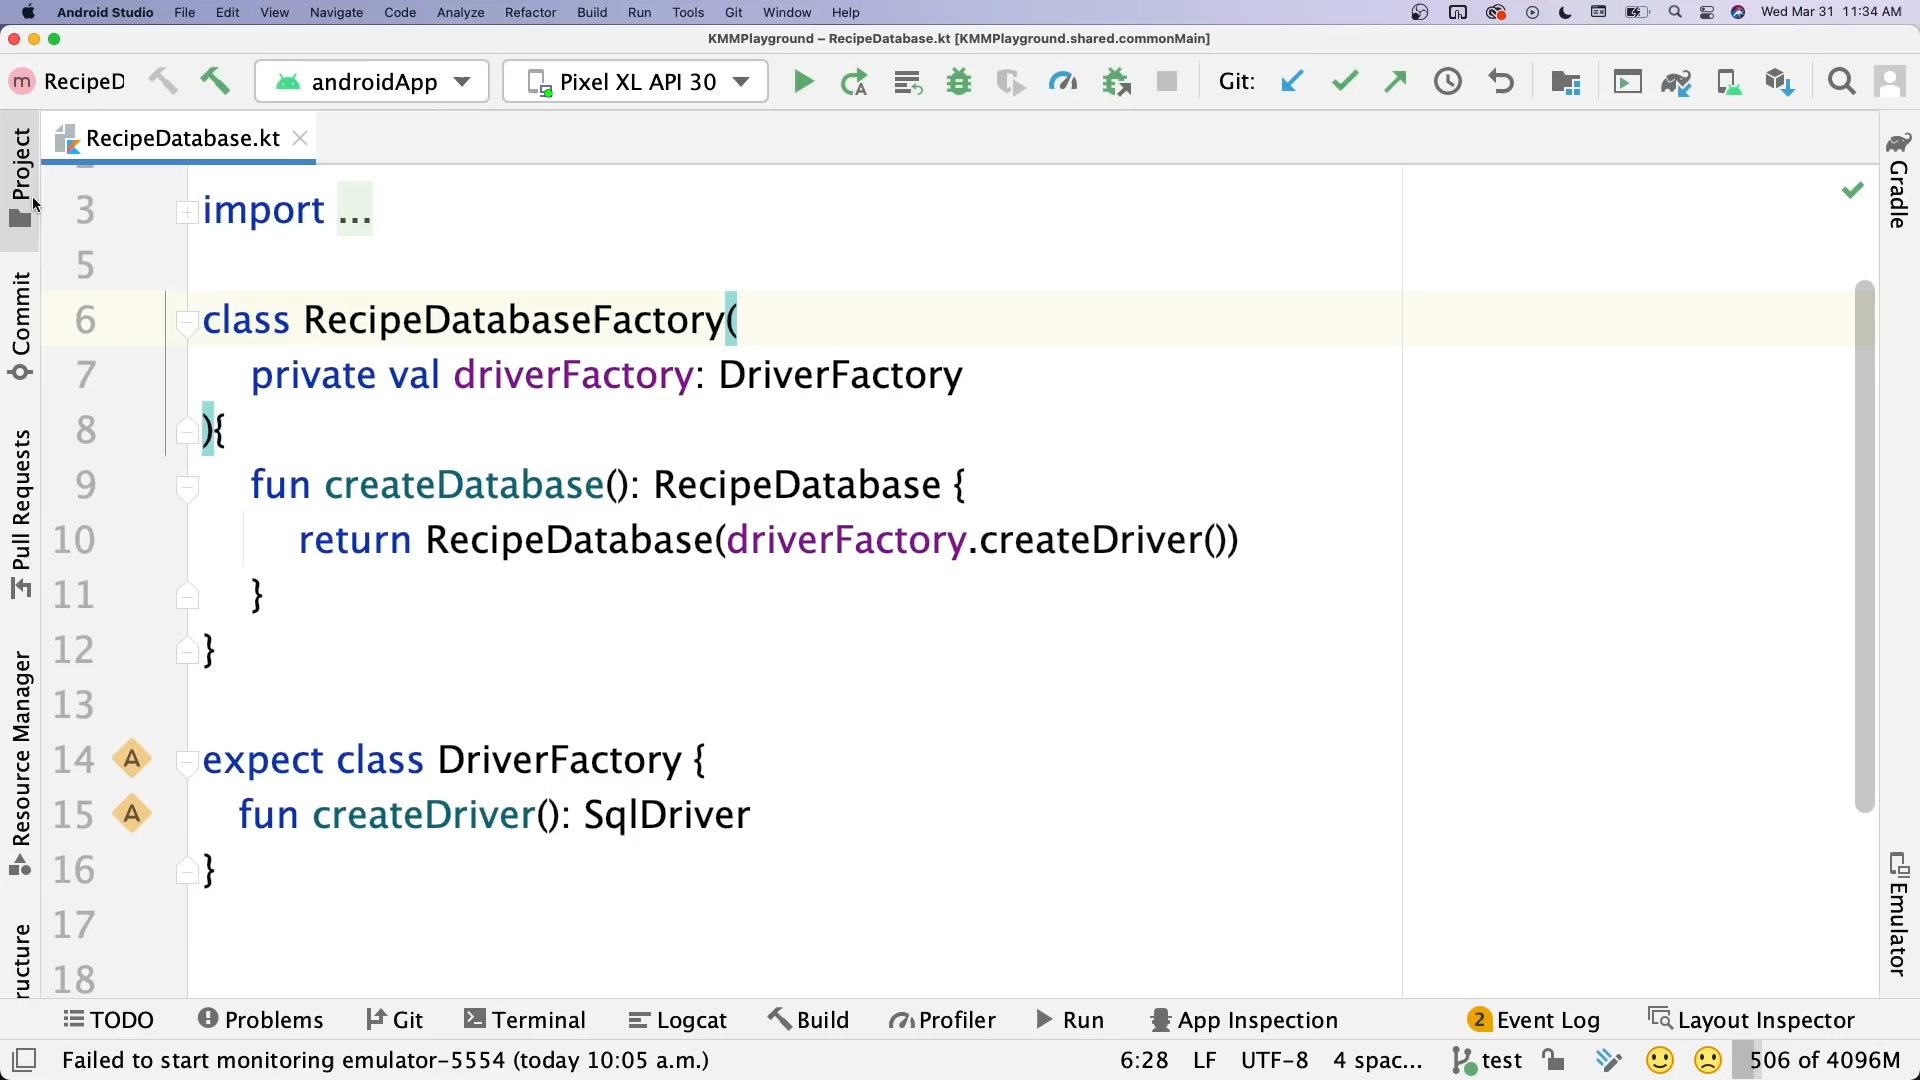 Android Studio File Edit View Navigate Code Analyze Refactor Build Run Tools Git Window Help Wed Mar 31 11:34 AM
KMMPlayground – RecipeDatabase.kt [KMMPlayground.shared.commonMain]
m RecipeD androidApp Pixel XL API 30 Git:
RecipeDatabase.kt
Project
Commit
Pull Requests
Resource Manager
ructure
3 import ...
5
6 class RecipeDatabaseFactory(
7 private val driverFactory: DriverFactory
8 ){
9 fun createDatabase(): RecipeDatabase {
10 return RecipeDatabase(driverFactory.createDriver())
11 }
12 }
13
14 A expect class DriverFactory {
15 A fun createDriver(): SqlDriver
16 }
17
18
Gradle
Emulator
TODO Problems Git Terminal Logcat Build Profiler Run App Inspection 2 Event Log Layout Inspector
Failed to start monitoring emulator-5554 (today 10:05 a.m.) 6:28 LF UTF-8 4 spac... test 506 of 4096M